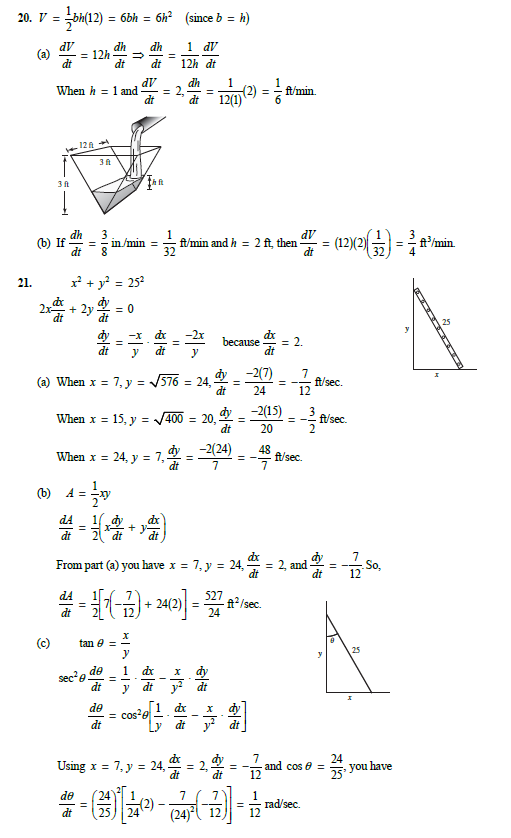 20. V = 1/2 bh(12) = 6bh = 6h² (since b = h)
(a) dV/dt = 12h dh/dt ⇒ dh/dt = 1/(12h) dV/dt
When h = 1 and dV/dt = 2, dh/dt = 1/(12(1)) (2) = 1/6 ft/min.
12 ft
3 ft
3 ft
h ft
(b) If dh/dt = 3/8 in./min = 1/32 ft/min and h = 2 ft, then dV/dt = (12)(2)(1/32) = 3/4 ft³/min.
21. x² + y² = 25²
2x dx/dt + 2y dy/dt = 0
dy/dt = -x/y · dx/dt = -2x/y because dx/dt = 2.
y
25
x
(a) When x = 7, y = √576 = 24, dy/dt = -2(7)/24 = -7/12 ft/sec.
When x = 15, y = √400 = 20, dy/dt = -2(15)/20 = -3/2 ft/sec.
When x = 24, y = 7, dy/dt = -2(24)/7 = -48/7 ft/sec.
(b) A = 1/2 xy
dA/dt = 1/2 (x dy/dt + y dx/dt)
From part (a) you have x = 7, y = 24, dx/dt = 2, and dy/dt = -7/12. So,
dA/dt = 1/2 [7(-7/12) + 24(2)] = 527/24 ft²/sec.
(c) tan θ = x/y
sec²θ dθ/dt = 1/y · dx/dt - x/y² · dy/dt
dθ/dt = cos²θ [1/y · dx/dt - x/y² · dy/dt]
θ
y
25
x
Using x = 7, y = 24, dx/dt = 2, dy/dt = -7/12 and cos θ = 24/25, you have
dθ/dt = (24/25)² [1/24 (2) - 7/(24)² (-7/12)] = 1/12 rad/sec.